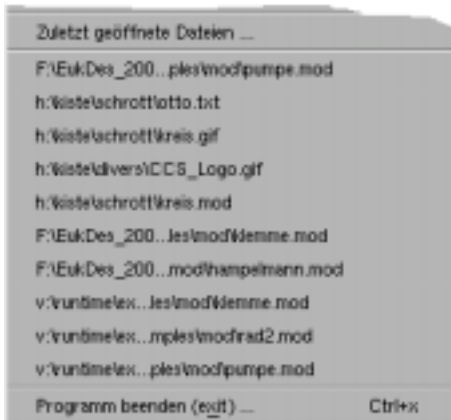 Zuletzt geöffnete Dateien ...
F:\EukDes_200...ples\mod\pumpe.mod
h:\kiste\schrott\otto.txt
h:\kiste\schrott\kreis.gif
h:\kiste\divers\CCS_Logo.gif
h:\kiste\schrott\kreis.mod
F:\EukDes_200...les\mod\klemme.mod
F:\EukDes_200...mod\hampelmann.mod
v:\runtime\ex...les\mod\klemme.mod
v:\runtime\ex...mples\mod\rad2.mod
v:\runtime\ex...ples\mod\pumpe.mod
Programm beenden (exit) ... Ctrl+x